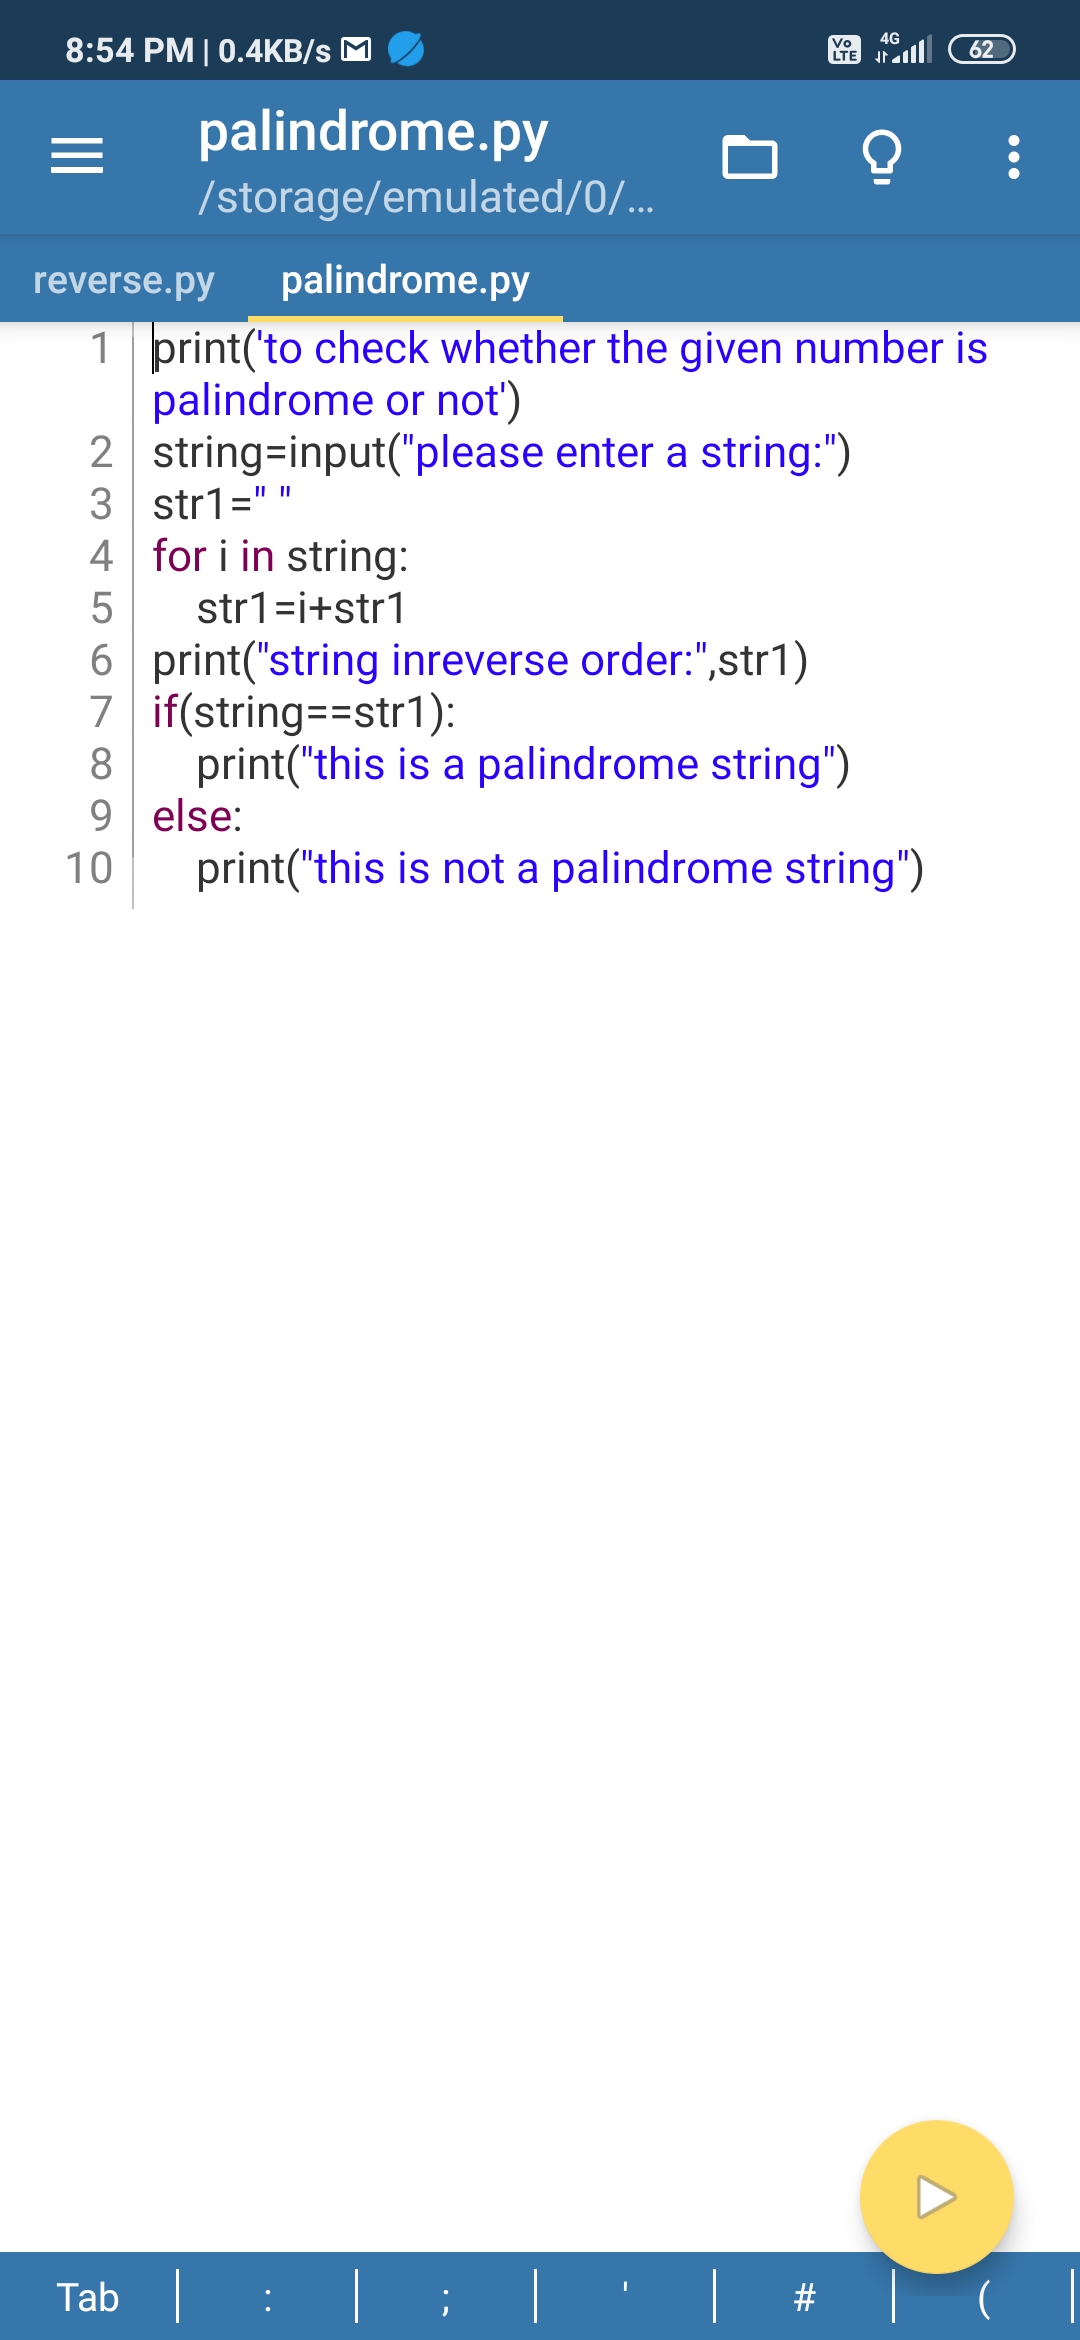 8:54 PM | 0.4KB/s Vo LTE 4G 62
palindrome.py
/storage/emulated/0/...
reverse.py palindrome.py
1 print('to check whether the given number is
palindrome or not')
2 string=input("please enter a string:")
3 str1=" "
4 for i in string:
5     str1=i+str1
6 print("string inreverse order:",str1)
7 if(string==str1):
8     print("this is a palindrome string")
9 else:
10     print("this is not a palindrome string")
Tab | : | ; | ' | # | ( |